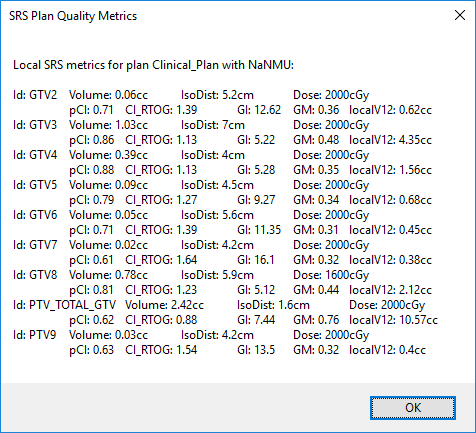 SRS Plan Quality Metrics
Local SRS metrics for plan Clinical_Plan with NaNMU:
Id: GTV2 Volume: 0.06cc IsoDist: 5.2cm Dose: 2000cGy
pCI: 0.71 CI_RTOG: 1.39 GI: 12.62 GM: 0.36 localV12: 0.62cc
Id: GTV3 Volume: 1.03cc IsoDist: 7cm Dose: 2000cGy
pCI: 0.86 CI_RTOG: 1.13 GI: 5.22 GM: 0.48 localV12: 4.35cc
Id: GTV4 Volume: 0.39cc IsoDist: 4cm Dose: 2000cGy
pCI: 0.88 CI_RTOG: 1.13 GI: 5.28 GM: 0.35 localV12: 1.56cc
Id: GTV5 Volume: 0.09cc IsoDist: 4.5cm Dose: 2000cGy
pCI: 0.79 CI_RTOG: 1.27 GI: 9.27 GM: 0.34 localV12: 0.68cc
Id: GTV6 Volume: 0.05cc IsoDist: 5.6cm Dose: 2000cGy
pCI: 0.71 CI_RTOG: 1.39 GI: 11.35 GM: 0.31 localV12: 0.45cc
Id: GTV7 Volume: 0.02cc IsoDist: 4.2cm Dose: 2000cGy
pCI: 0.61 CI_RTOG: 1.64 GI: 16.1 GM: 0.32 localV12: 0.38cc
Id: GTV8 Volume: 0.78cc IsoDist: 5.9cm Dose: 1600cGy
pCI: 0.81 CI_RTOG: 1.23 GI: 5.12 GM: 0.44 localV12: 2.12cc
Id: PTV_TOTAL_GTV Volume: 2.42cc IsoDist: 1.6cm Dose: 2000cGy
pCI: 0.62 CI_RTOG: 0.88 GI: 7.44 GM: 0.76 localV12: 10.57cc
Id: PTV9 Volume: 0.03cc IsoDist: 4.2cm Dose: 2000cGy
pCI: 0.63 CI_RTOG: 1.54 GI: 13.5 GM: 0.32 localV12: 0.4cc
OK